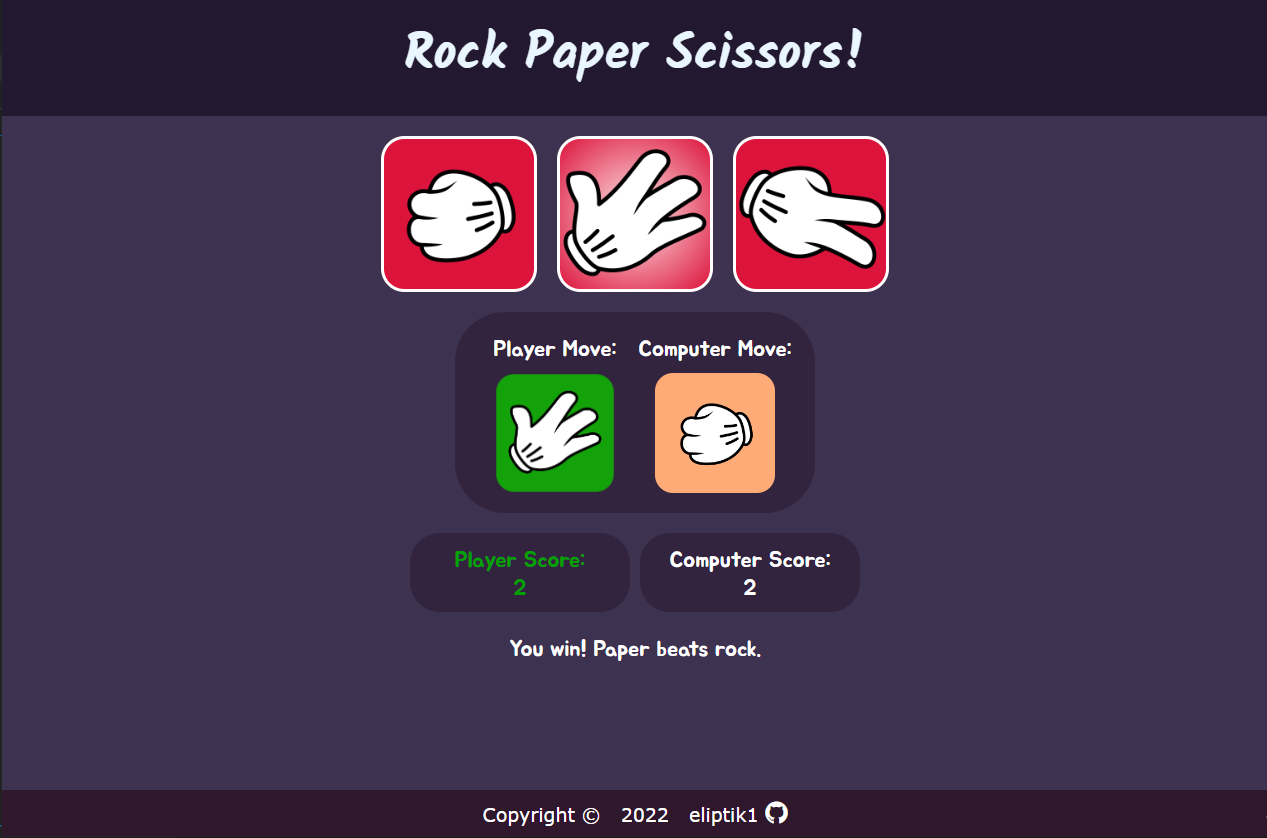 Rock Paper Scissors!
Player Move: Computer Move:
Player Score: Computer Score:
2 2
You win! Paper beats rock.
Copyright © 2022 eliptik1